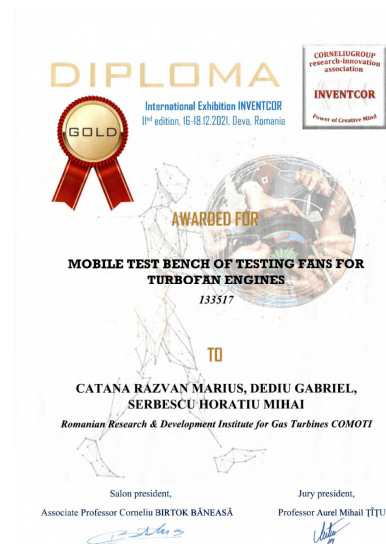 CORNELIUGROUP
research-innovation
association
INVENTCOR
Power of Creative Mind
DIPLOMA
International Exhibition INVENTCOR
IInd edition, 16-18.12.2021, Deva, Romania
GOLD
AWARDED FOR
MOBILE TEST BENCH OF TESTING FANS FOR
TURBOFAN ENGINES
133517
TO
CATANA RAZVAN MARIUS, DEDIU GABRIEL,
SERBESCU HORATIU MIHAI
Romanian Research & Development Institute for Gas Turbines COMOTI
Salon president,
Jury president,
Associate Professor Corneliu BIRTOK BĂNEASĂ
Professor Aurel Mihail ȚÎȚU